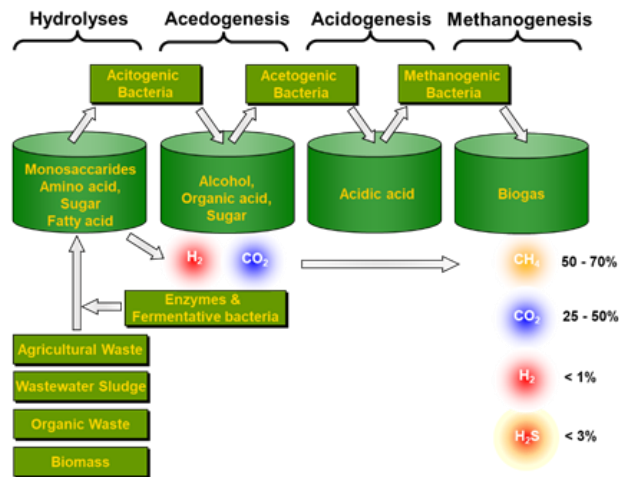 Hydrolyses
Acedogenesis
Acidogenesis
Methanogenesis
Acitogenic
Bacteria
Acetogenic
Bacteria
Methanogenic
Bacteria
Monosaccarides
Amino acid,
Sugar
Fatty acid
Alcohol,
Organic acid,
Sugar
Acidic acid
Biogas
H₂
CO₂
CH₄
50 - 70%
Enzymes &
Fermentative bacteria
CO₂
25 - 50%
Agricultural Waste
Wastewater Sludge
H₂
< 1%
Organic Waste
H₂S
< 3%
Biomass